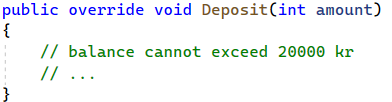 public override void Deposit(int amount)
{
    // balance cannot exceed 20000 kr
    // ...
}